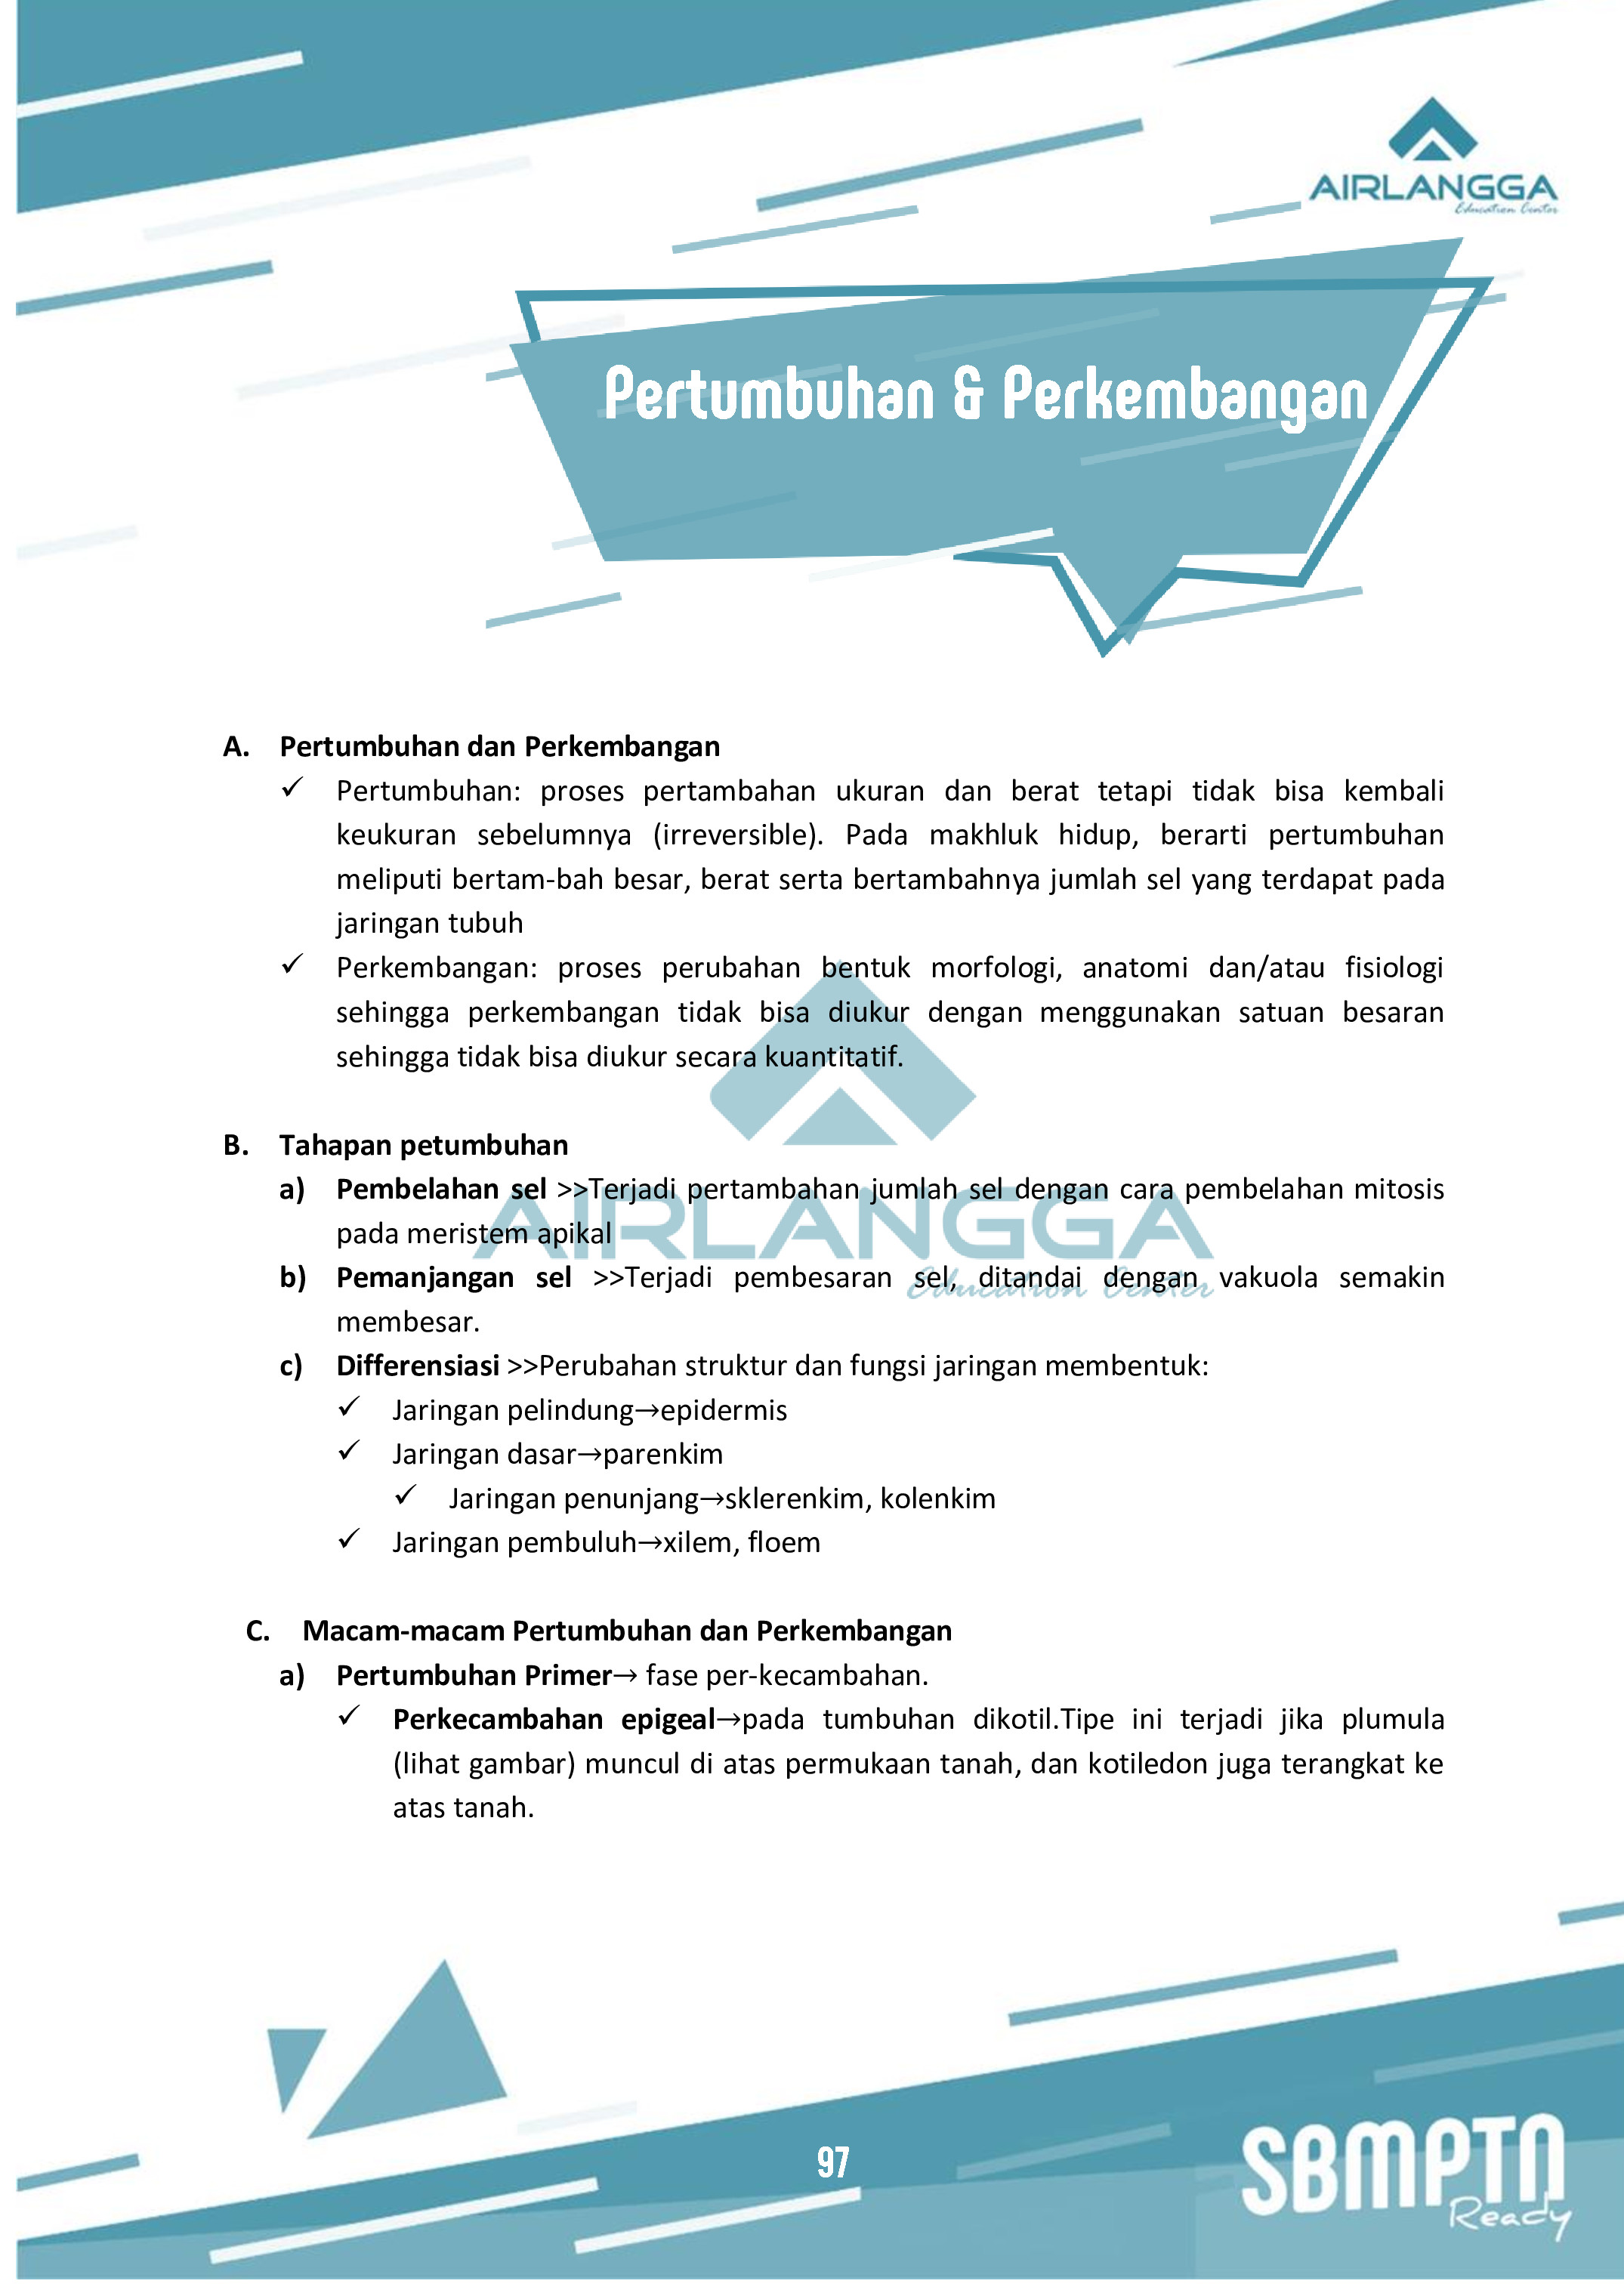 AIRLANGGA
Education Center
Pertumbuhan & Perkembangan
A. Pertumbuhan dan Perkembangan
✓ Pertumbuhan: proses pertambahan ukuran dan berat tetapi tidak bisa kembali
keukuran sebelumnya (irreversible). Pada makhluk hidup, berarti pertumbuhan
meliputi bertam-bah besar, berat serta bertambahnya jumlah sel yang terdapat pada
jaringan tubuh
✓ Perkembangan: proses perubahan bentuk morfologi, anatomi dan/atau fisiologi
sehingga perkembangan tidak bisa diukur dengan menggunakan satuan besaran
sehingga tidak bisa diukur secara kuantitatif.
B. Tahapan petumbuhan
a) Pembelahan sel >>Terjadi pertambahan jumlah sel dengan cara pembelahan mitosis
pada meristem apikal
AIRLANGGA
b) Pemanjangan sel >>Terjadi pembesaran sel, ditandai dengan vakuola semakin
Education Center
membesar.
c) Differensiasi >>Perubahan struktur dan fungsi jaringan membentuk:
✓ Jaringan pelindung→epidermis
✓ Jaringan dasar→parenkim
✓ Jaringan penunjang→sklerenkim, kolenkim
✓ Jaringan pembuluh→xilem, floem
C. Macam-macam Pertumbuhan dan Perkembangan
a) Pertumbuhan Primer→ fase per-kecambahan.
✓ Perkecambahan epigeal→pada tumbuhan dikotil.Tipe ini terjadi jika plumula
(lihat gambar) muncul di atas permukaan tanah, dan kotiledon juga terangkat ke
atas tanah.
97
SBMPTN
Ready